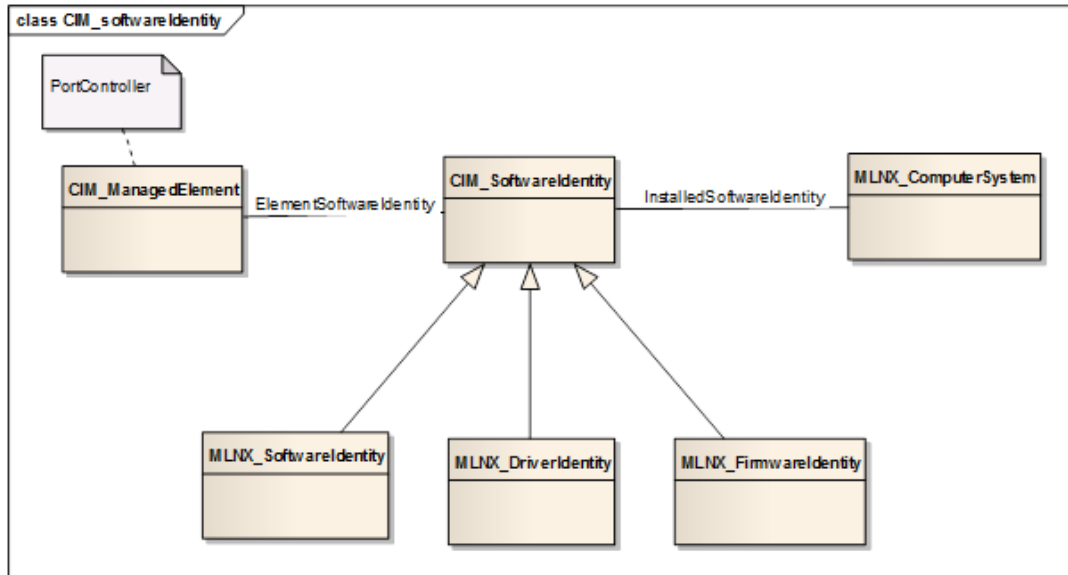 class CIM_softwareIdentity
PortController
CIM_ManagedElement
ElementSoftwareIdentity
CIM_SoftwareIdentity
InstalledSoftwareIdentity
MLNX_ComputerSystem
MLNX_SoftwareIdentity
MLNX_DriverIdentity
MLNX_FirmwareIdentity